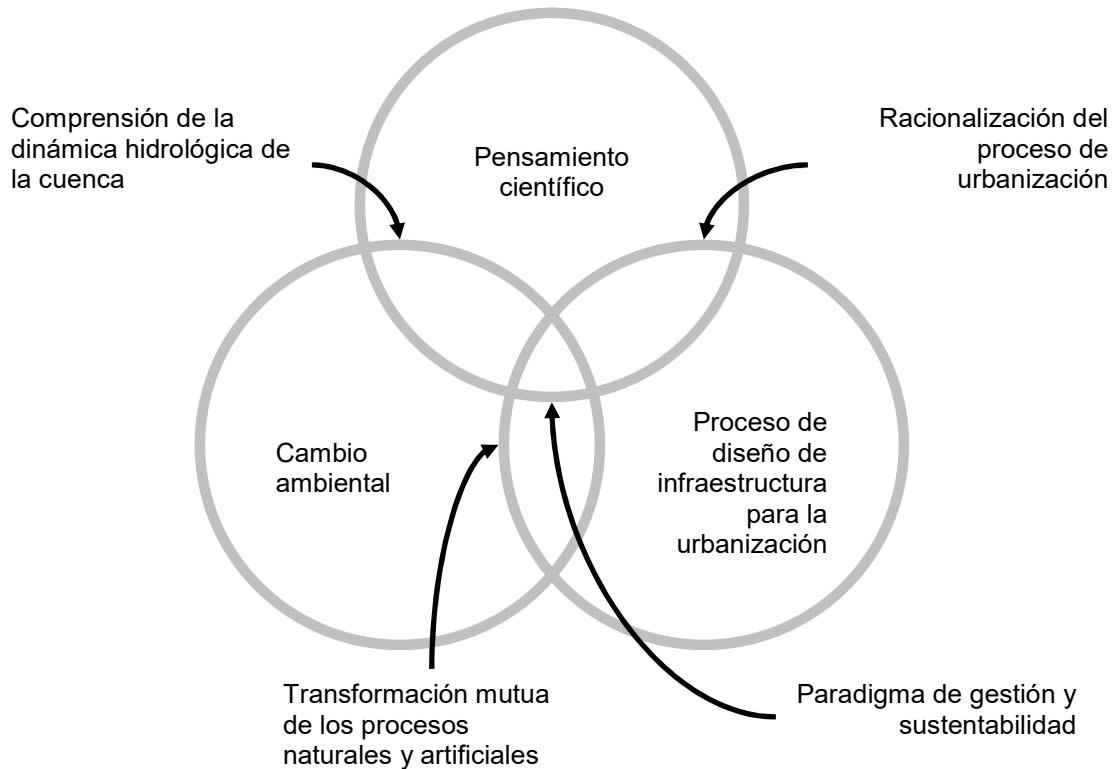 Comprensión de la
dinámica hidrológica de
la cuenca
Pensamiento
científico
Racionalización del
proceso de
urbanización
Cambio
ambiental
Proceso de
diseño de
infraestructura
para la
urbanización
Transformación mutua
de los procesos
naturales y artificiales
Paradigma de gestión y
sustentabilidad